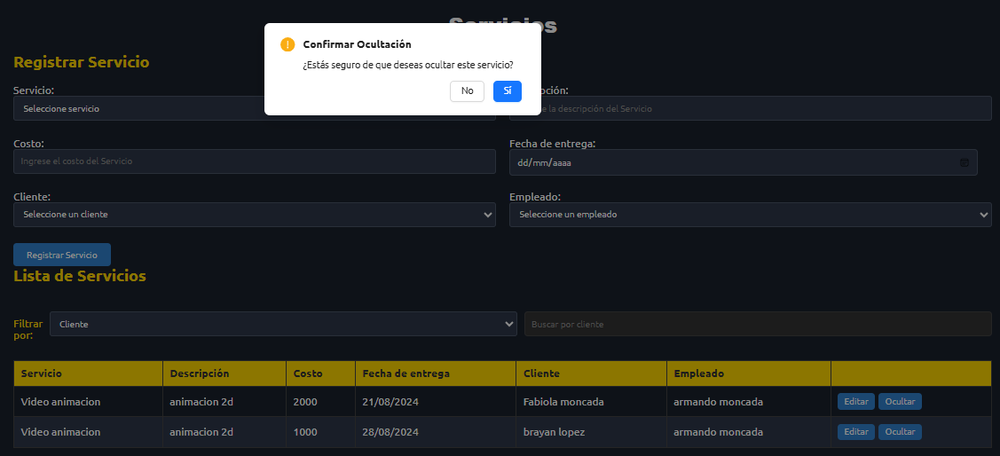 Servicios
Confirmar Ocultación
¿Estás seguro de que deseas ocultar este servicio?
No
Sí
Registrar Servicio
Servicio:
Seleccione servicio
la descripción del Servicio
Costo:
Ingrese el costo del Servicio
Fecha de entrega:
dd/mm/aaaa
Cliente:
Seleccione un cliente
Empleado:
Seleccione un empleado
Registrar Servicio
Lista de Servicios
Filtrar
por:
Cliente
Buscar por cliente
Servicio Descripción Costo Fecha de entrega Cliente Empleado
Video animacion animacion 2d 2000 21/08/2024 Fabiola moncada armando moncada Editar Ocultar
Video animacion animacion 2d 1000 28/08/2024 brayan lopez armando moncada Editar Ocultar